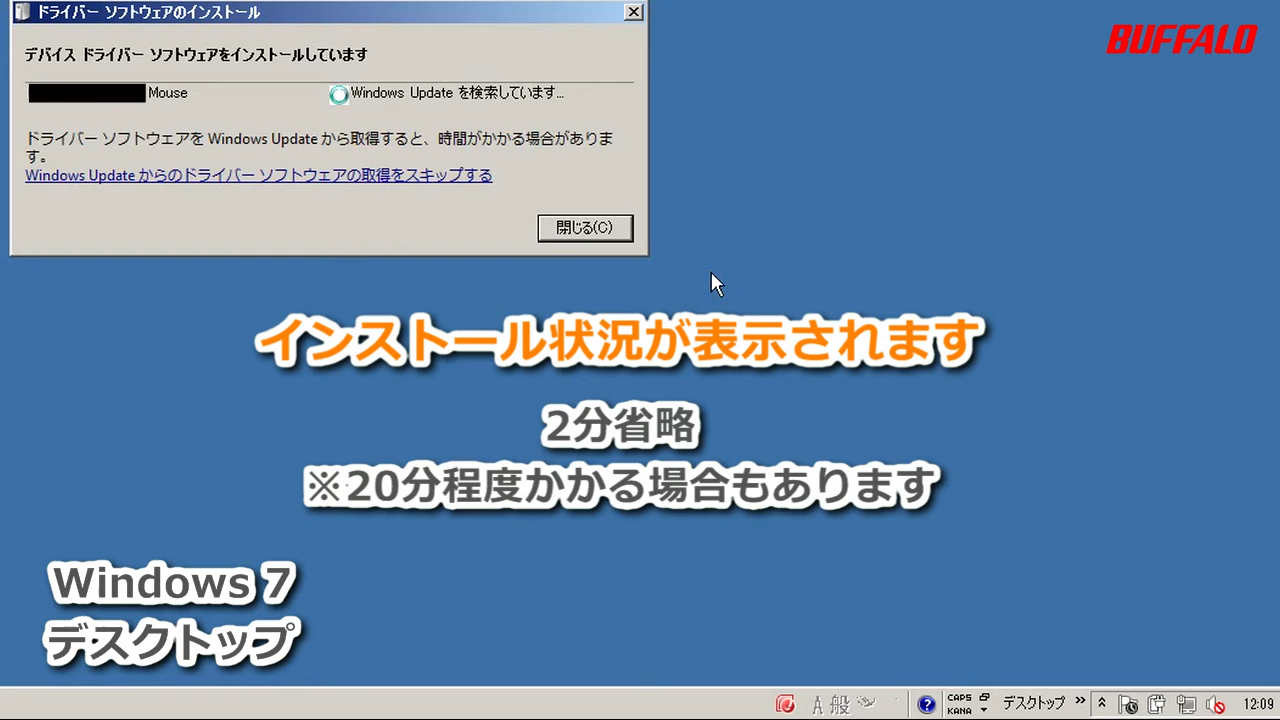 ドライバー ソフトウェアのインストール
BUFFALO
デバイス ドライバー ソフトウェアをインストールしています
Mouse
Windows Update を検索しています...
ドライバー ソフトウェアを Windows Update から取得すると、時間がかかる場合がありま
す。
Windows Update からのドライバー ソフトウェアの取得をスキップする
閉じる(C)
インストール状況が表示されます
2分省略
※20分程度かかる場合もあります
Windows 7
デスクトップ
A 般
CAPS
KANA
デスクトップ
12:09